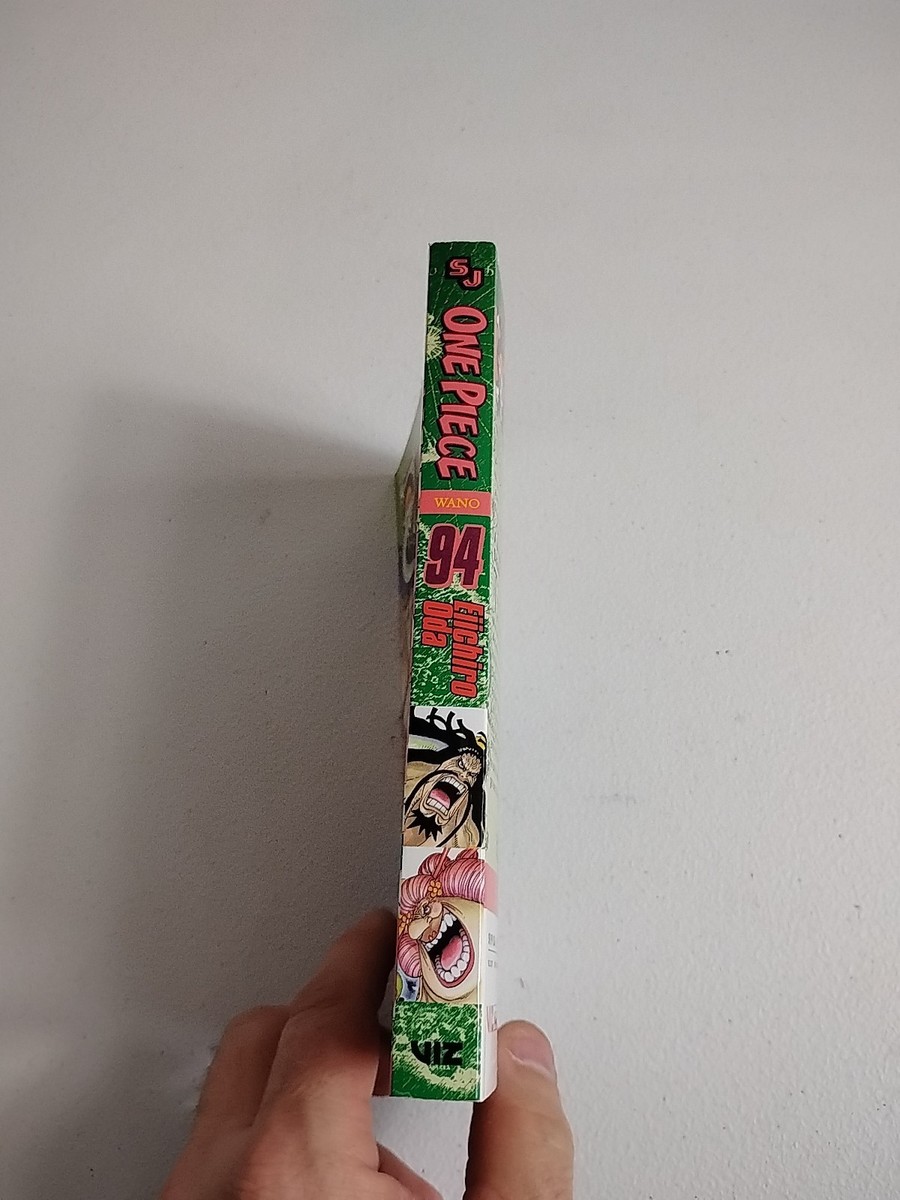 SJ
ONE PIECE
WANO
94
Eiichiro
Oda
VIZ